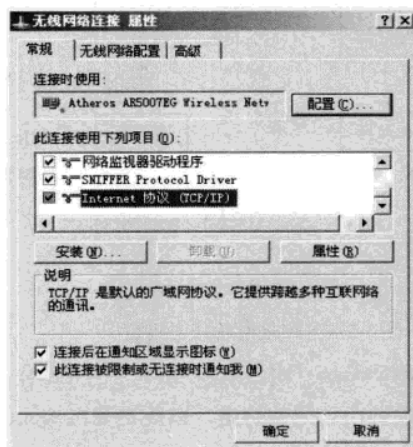 无线网络连接 属性
常规 无线网络配置 高级
连接时使用:
Atheros AR5007EG Wireless Netw
配置(C)...
此连接使用下列项目(O):
网络监视器驱动程序
SNIFFER Protocol Driver
Internet 协议 (TCP/IP)
安装(N)... 卸载(U) 属性(R)
说明
TCP/IP 是默认的广域网协议。它提供跨越多种互联网络
的通讯。
连接后在通知区域显示图标(W)
此连接被限制或无连接时通知我(M)
确定 取消